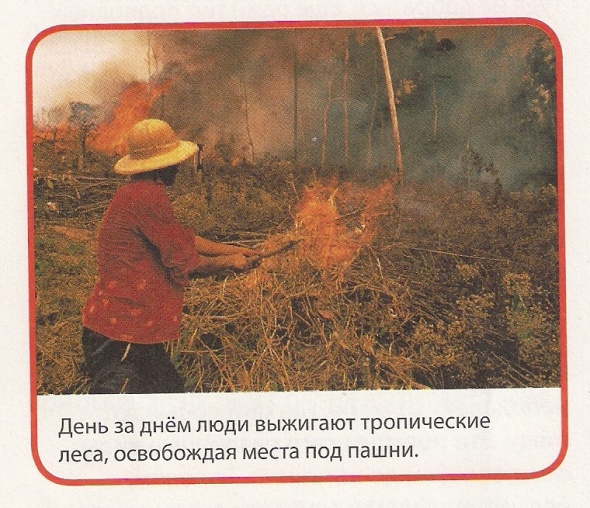 День за днём люди выжигают тропические
леса, освобождая места под пашни.